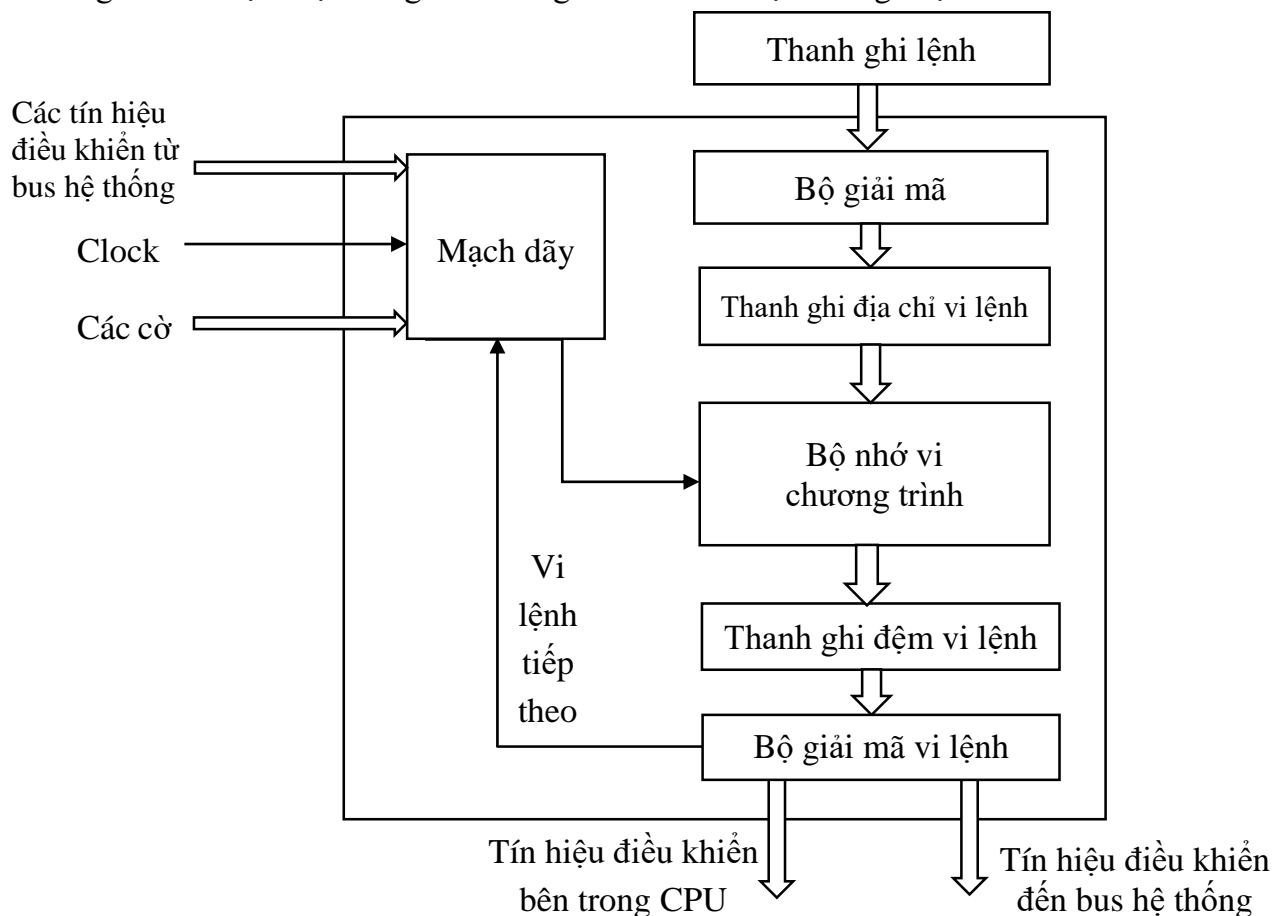 Thanh ghi lệnh
Các tín hiệu
điều khiển từ
bus hệ thống
Bộ giải mã
Clock
Mạch dãy
Thanh ghi địa chỉ vi lệnh
Các cờ
Bộ nhớ vi
chương trình
Vi
lệnh
tiếp
theo
Thanh ghi đệm vi lệnh
Bộ giải mã vi lệnh
Tín hiệu điều khiển
bên trong CPU
Tín hiệu điều khiển
đến bus hệ thống